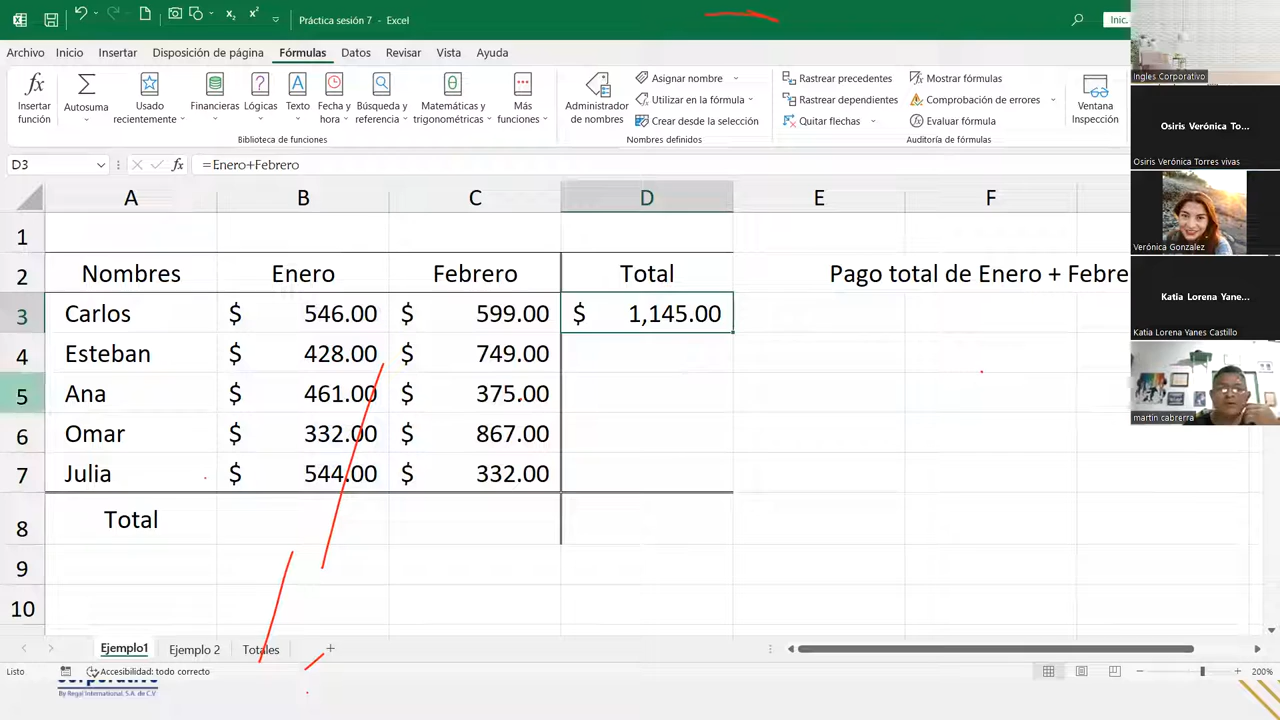 Práctica sesión 7 - Excel
Inic.
Archivo Inicio Insertar Disposición de página Fórmulas Datos Revisar Vista Ayuda
Insertar función
Autosuma
Usado recientemente
Financieras
Lógicas
Texto
Fecha y hora
Búsqueda y referencia
Matemáticas y trigonométricas
Más funciones
Biblioteca de funciones
Administrador de nombres
Asignar nombre
Utilizar en la fórmula
Crear desde la selección
Nombres definidos
Rastrear precedentes
Rastrear dependientes
Quitar flechas
Mostrar fórmulas
Comprobación de errores
Evaluar fórmula
Auditoría de fórmulas
Ventana Inspección
D3 fx =Enero+Febrero
A B C D E F
1
2 Nombres Enero Febrero Total Pago total de Enero + Febre
3 Carlos $ 546.00 $ 599.00 $ 1,145.00
4 Esteban $ 428.00 $ 749.00
5 Ana $ 461.00 $ 375.00
6 Omar $ 332.00 $ 867.00
7 Julia $ 544.00 $ 332.00
8 Total
9
10
Ejemplo1 Ejemplo 2 Totales
Listo Accesibilidad: todo correcto 200%
Corporativo
By Regal International, S.A. de C.V
Ingles Corporativo
Osiris Verónica To...
Osiris Verónica Torres vivas
Verónica Gonzalez
Katia Lorena Yane...
Katia Lorena Yanes Castillo
martin cabrerra